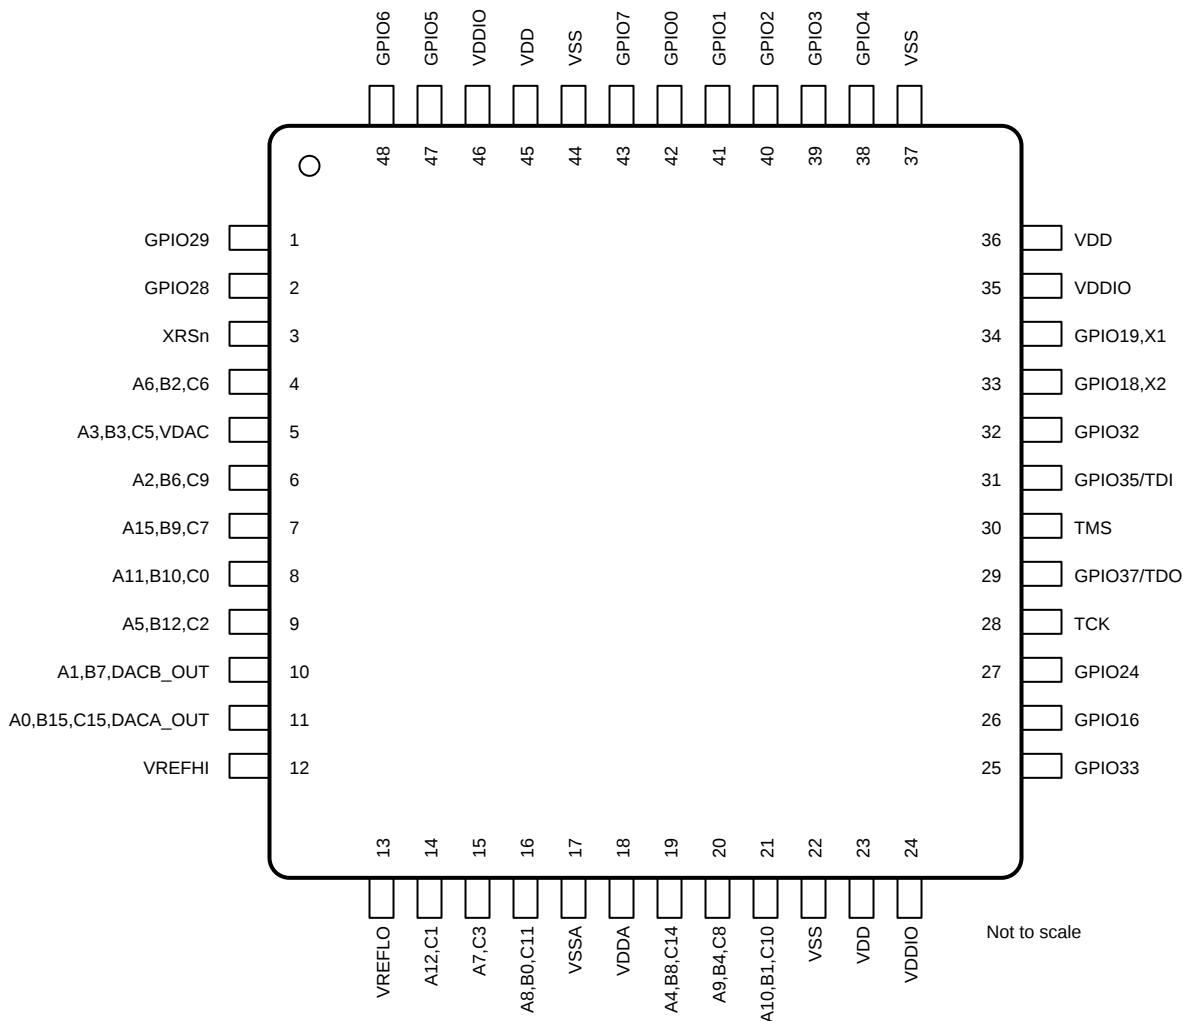 GPIO6
GPIO5
VDDIO
VDD
VSS
GPIO7
GPIO0
GPIO1
GPIO2
GPIO3
GPIO4
VSS
48
47
46
45
44
43
42
41
40
39
38
37
GPIO29 1
GPIO28 2
XRSn 3
A6,B2,C6 4
A3,B3,C5,VDAC 5
A2,B6,C9 6
A15,B9,C7 7
A11,B10,C0 8
A5,B12,C2 9
A1,B7,DACB_OUT 10
A0,B15,C15,DACA_OUT 11
VREFHI 12
36 VDD
35 VDDIO
34 GPIO19,X1
33 GPIO18,X2
32 GPIO32
31 GPIO35/TDI
30 TMS
29 GPIO37/TDO
28 TCK
27 GPIO24
26 GPIO16
25 GPIO33
13
14
15
16
17
18
19
20
21
22
23
24
VREFLO
A12,C1
A7,C3
A8,B0,C11
VSSA
VDDA
A4,B8,C14
A9,B4,C8
A10,B1,C10
VSS
VDD
VDDIO
Not to scale